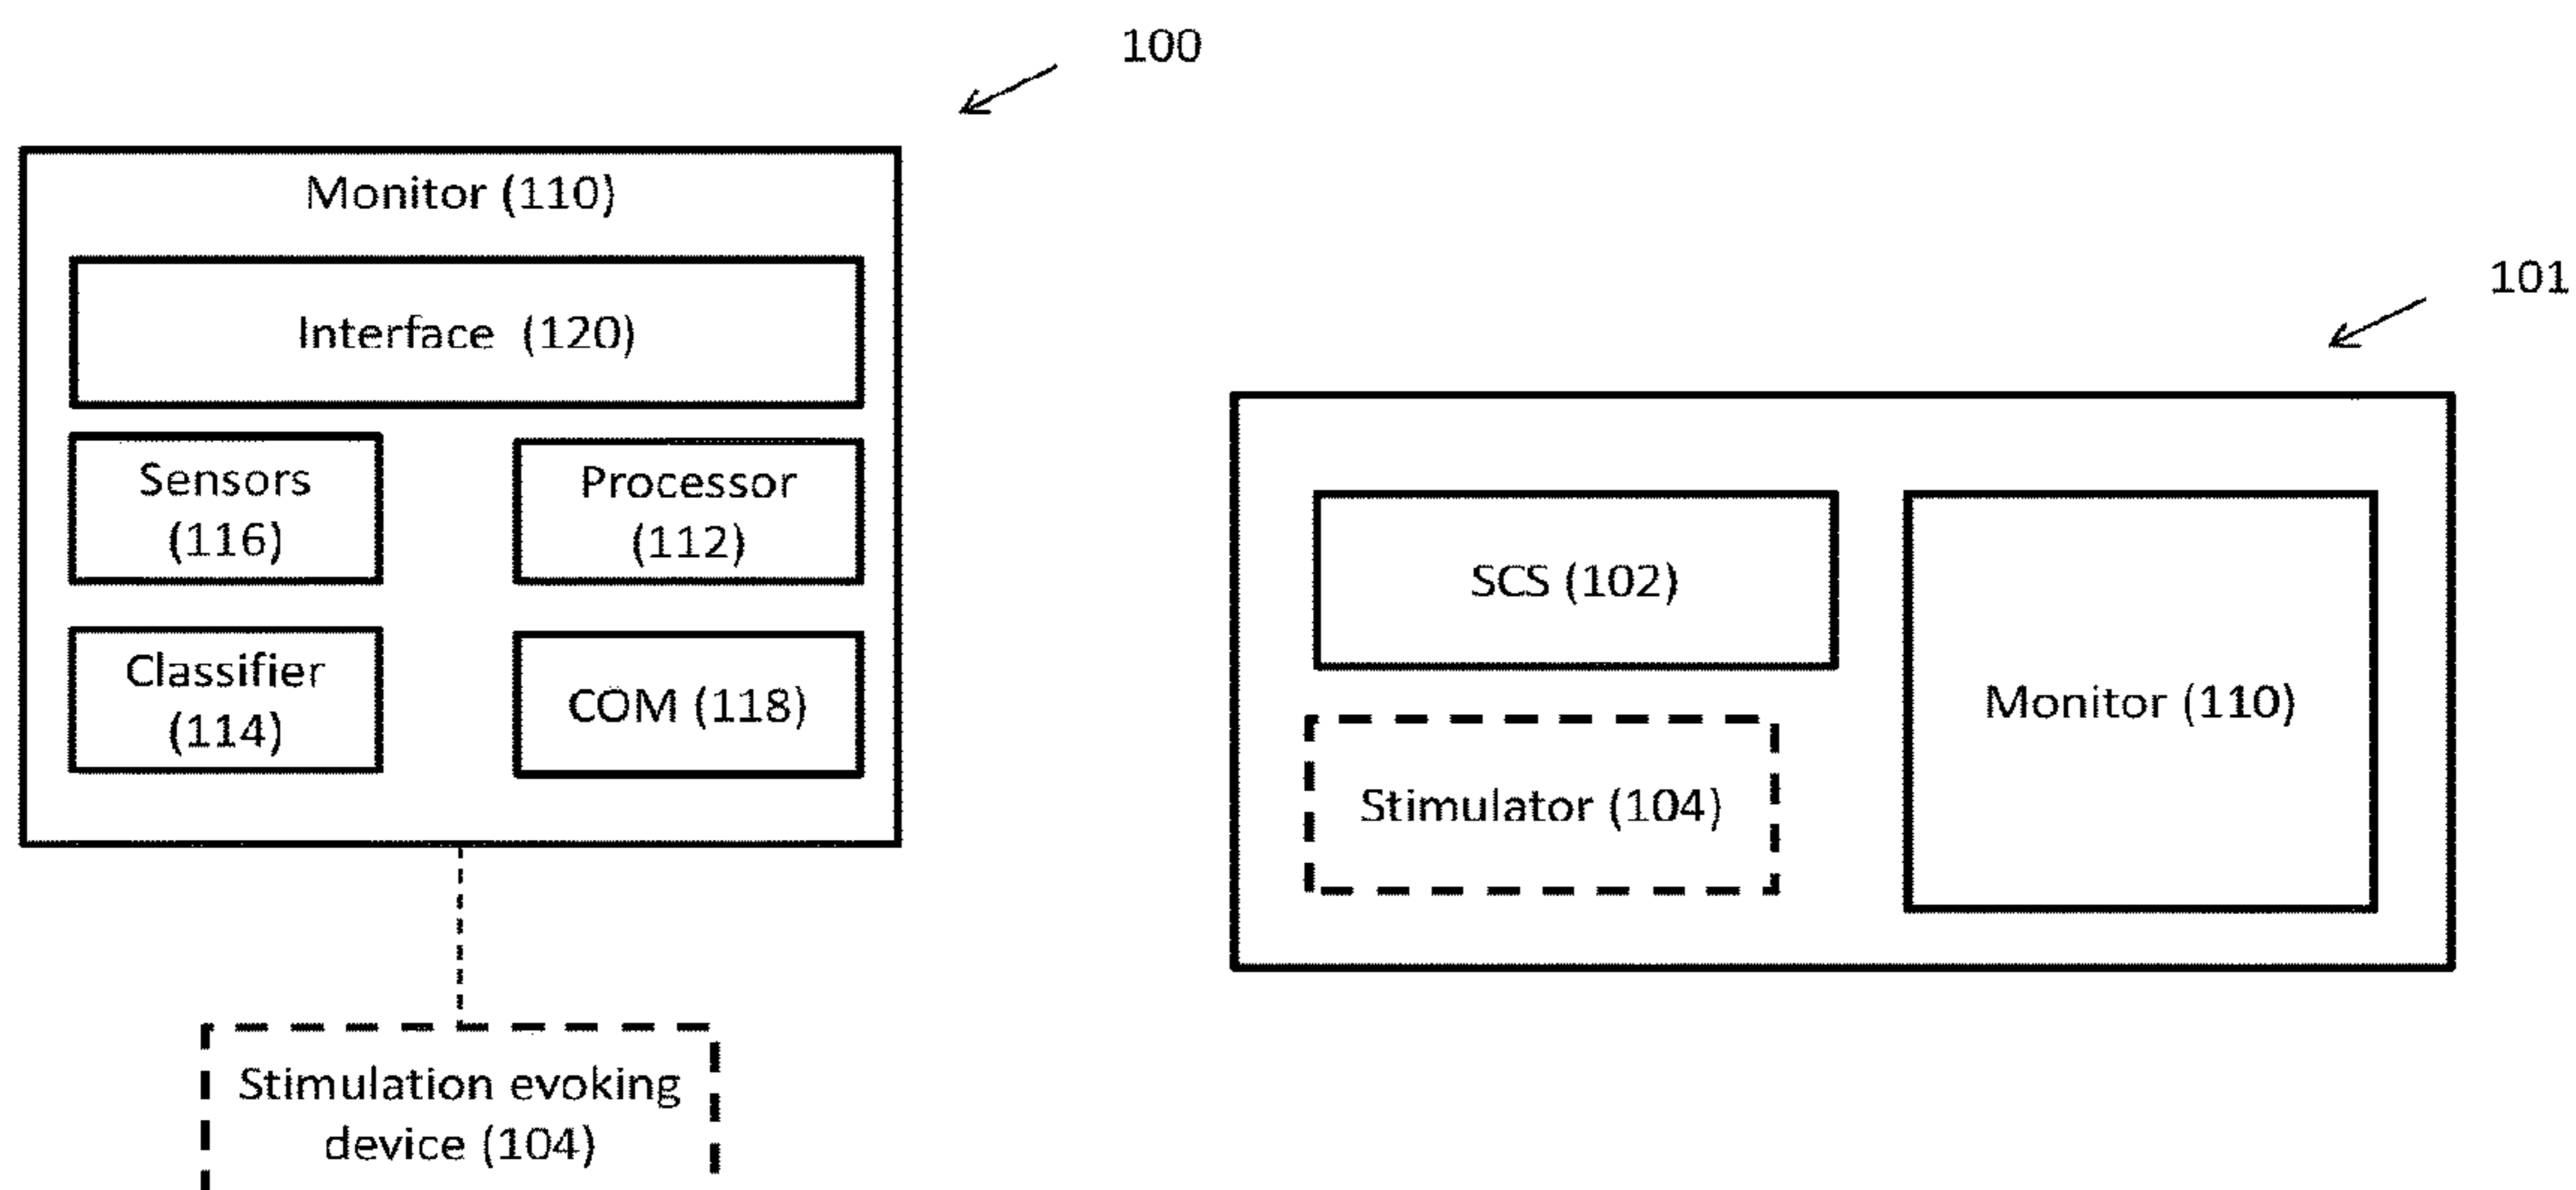 100
Monitor (110)
Interface (120)
Sensors
(116)
Processor
(112)
Classifier
(114)
COM (118)
Stimulation evoking
device (104)
101
SCS (102)
Stimulator (104)
Monitor (110)